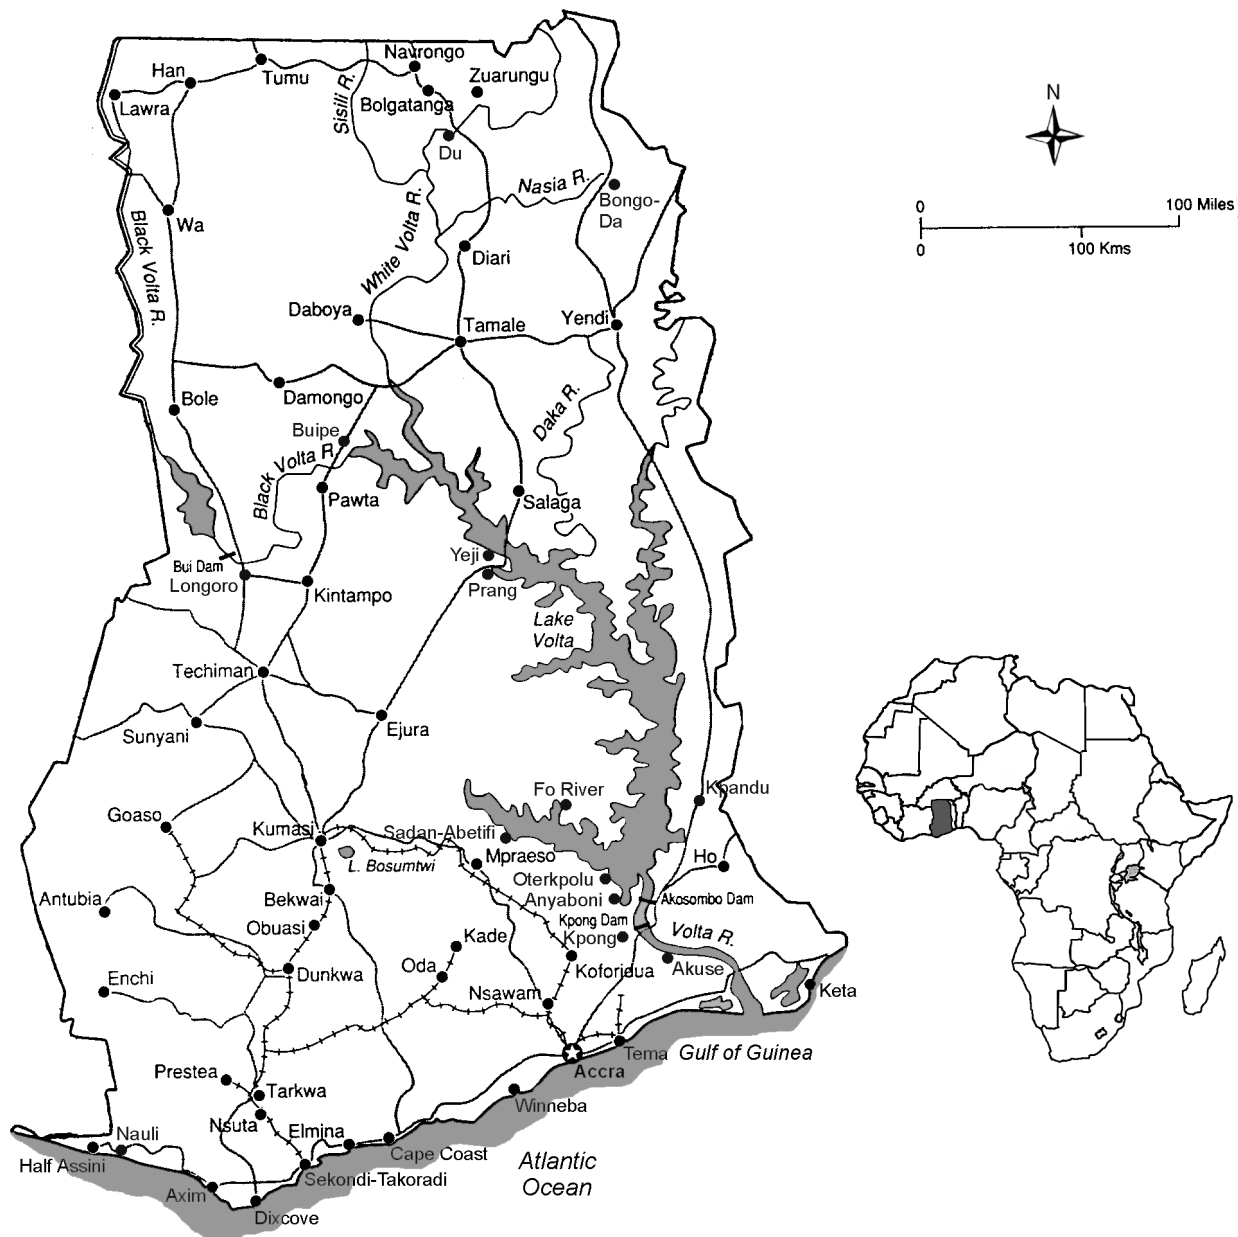 Navrongo
Han
Tumu
Zuarungu
N
Lawra
Sisili R.
Bolgatanga
Du
Nasia R.
Bongo-
Da
0
100 Miles
0
100 Kms
Wa
Black Volta R.
White Volta R.
Diari
Daboya
Tamale
Yendi
Damongo
Bole
Daka R.
Buipe
Black Volta R.
Pawta
Salaga
Yeji
Bui Dam
Longoro
Kintampo
Prang
Lake
Volta
Techiman
Sunyani
Ejura
Fo River
Kpandu
Goaso
Kumasi
Sadan-Abetifi
L. Bosumtwi
Mpraeso
Ho
Oterkpolu
Antubia
Bekwai
Anyaboni
Akosombo Dam
Obuasi
Kpong Dam
Kpong
Volta R.
Kade
Enchi
Dunkwa
Oda
Koforidua
Akuse
Nsawam
Keta
Tema
Gulf of Guinea
Prestea
Accra
Tarkwa
Winneba
Nsuta
Elmina
Nauli
Cape Coast
Half Assini
Atlantic
Ocean
Sekondi-Takoradi
Axim
Dixcove